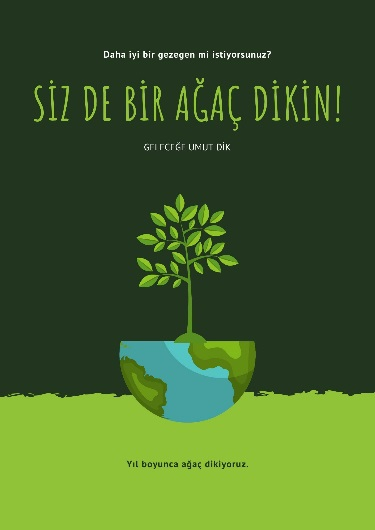 Daha iyi bir gezegen mi istiyorsunuz?
SİZ DE BİR AĞAÇ DİKİN!
GELECEĞE UMUT DİK
Yıl boyunca ağaç dikiyoruz.